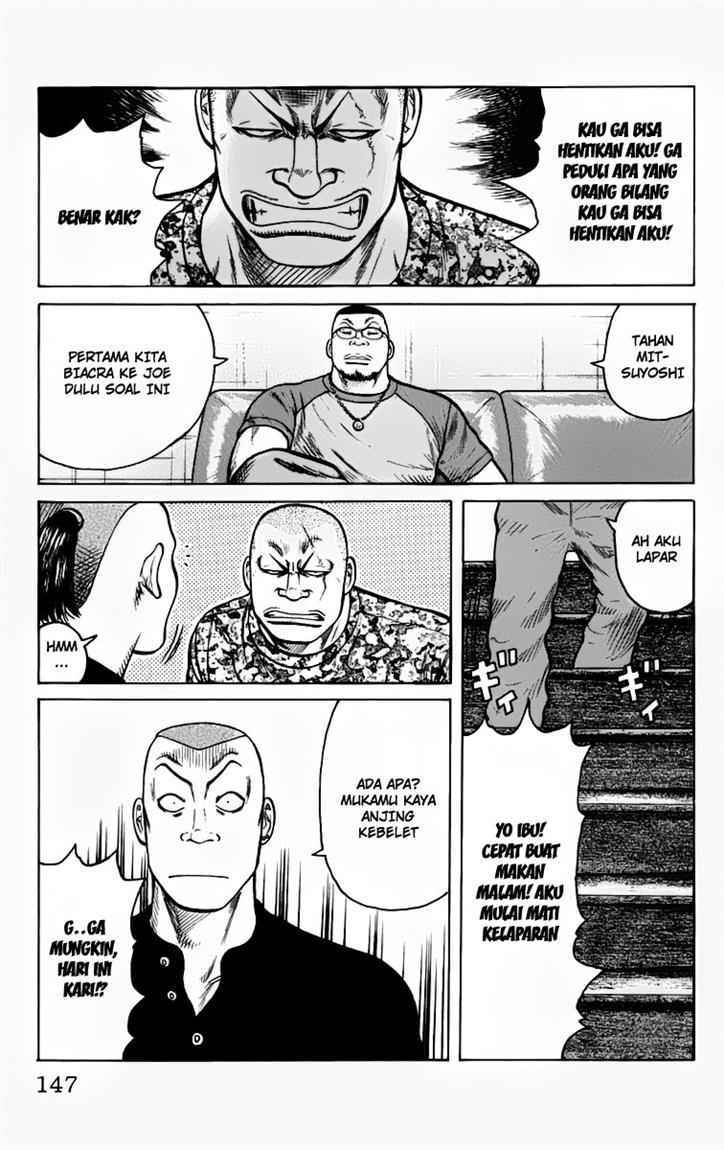 KAU GA BISA
HENTIKAN AKU! GA
PEDULI APA YANG
ORANG BILANG
KAU GA BISA
HENTIKAN AKU!
BENAR KAK?
TAHAN
MIT-
SUYOSHI
PERTAMA KITA
BIACRA KE JOE
DULU SOAL INI
AH AKU
LAPAR
ギィ
ギィ
YO IBU!
CEPAT BUAT
MAKAN
MALAM! AKU
MULAI MATI
KELAPARAN
HMM
...
ADA APA?
MUKAMU KAYA
ANJING
KEBELET
G..GA
MUNGKIN,
HARI INI
KARI!?
147